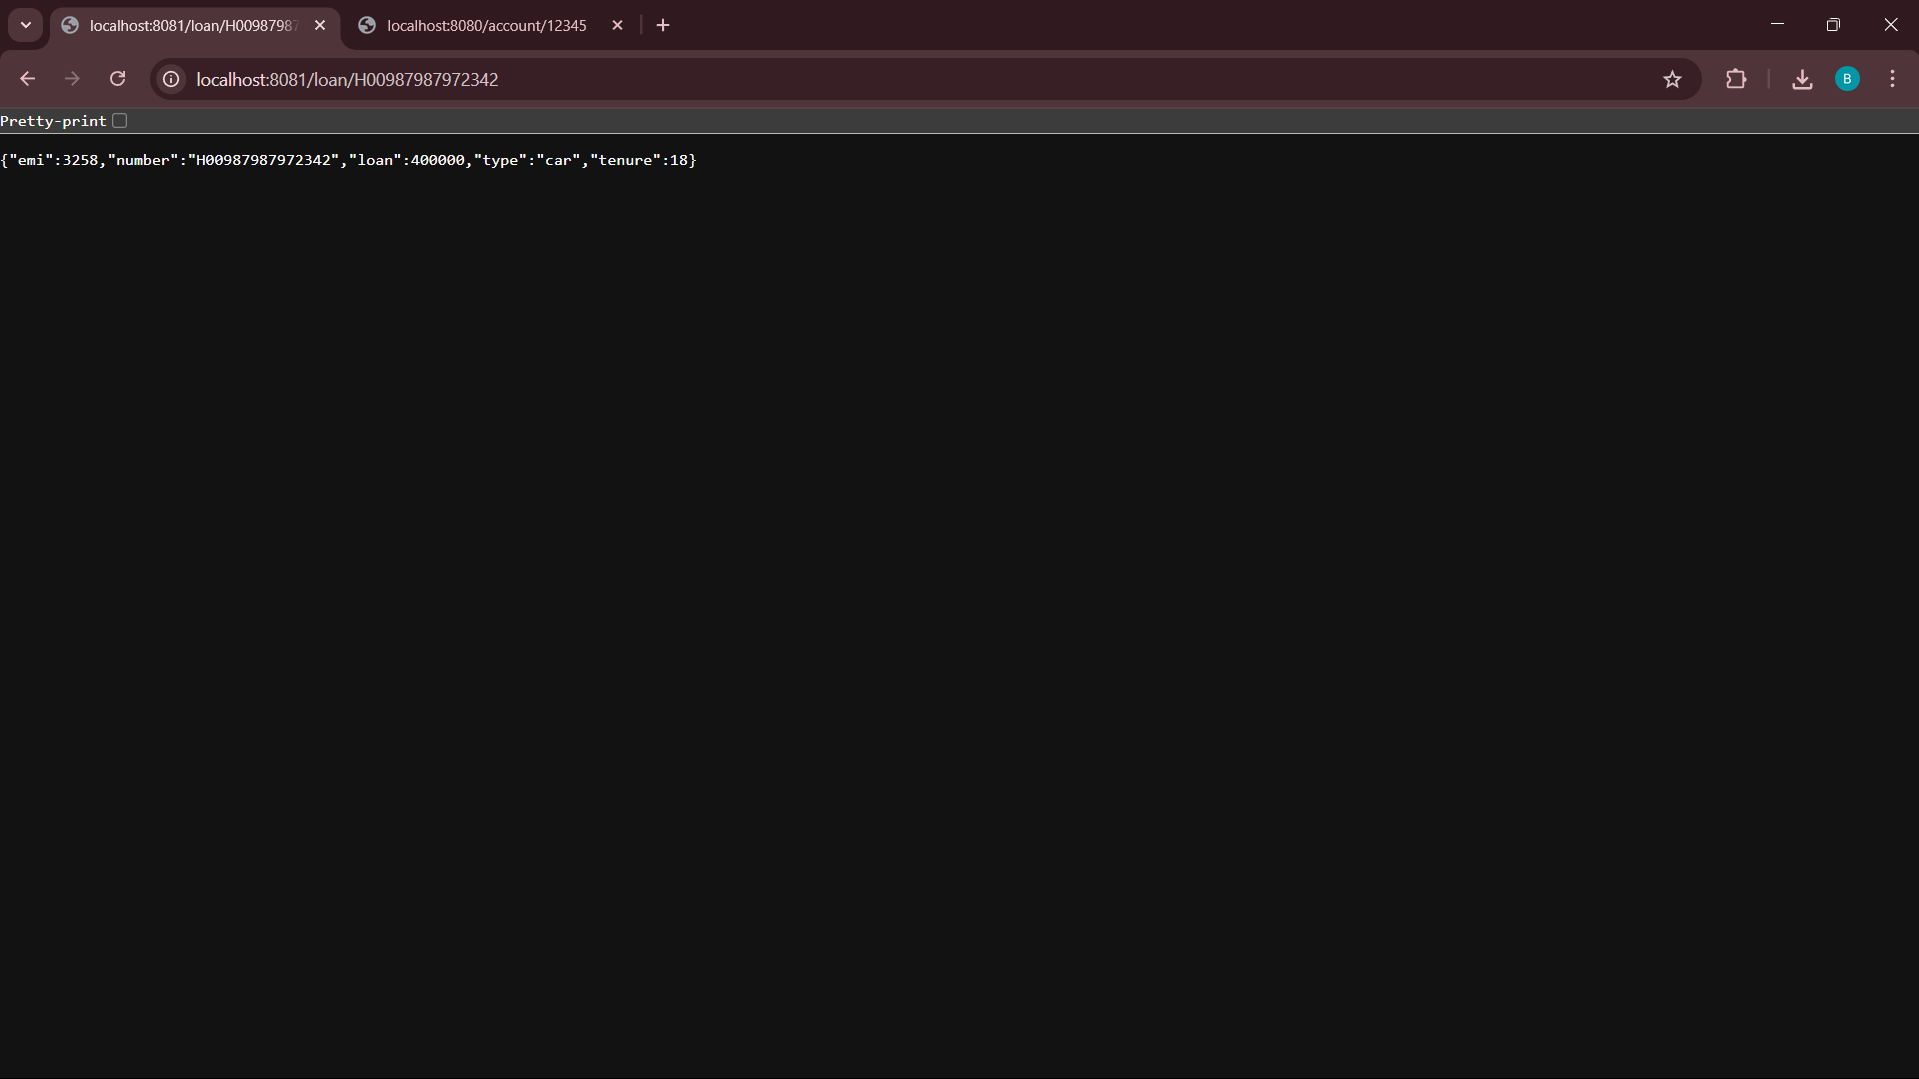 localhost:8081/loan/H0098798
localhost:8080/account/12345
localhost:8081/loan/H00987987972342
B
Pretty-print
{"emi":3258,"number":"H00987987972342","loan":400000,"type":"car","tenure":18}